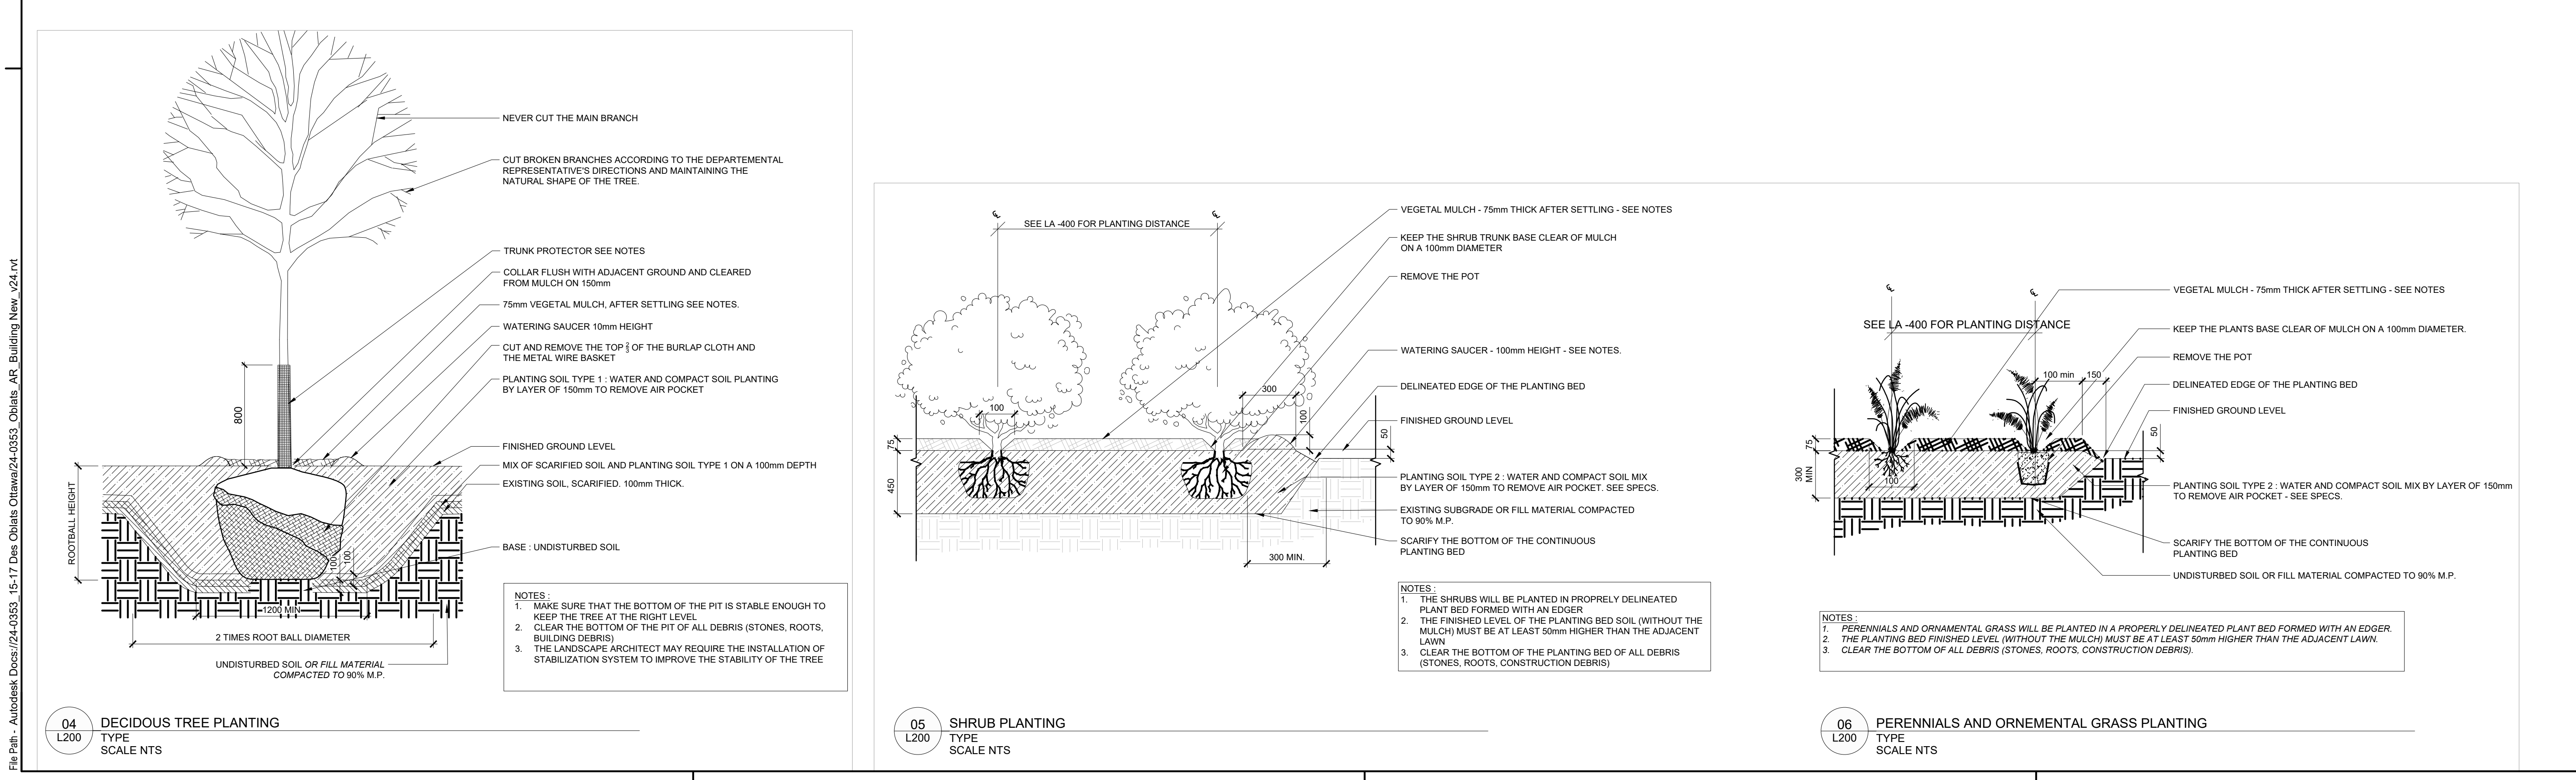 File Path - Autodesk Docs://24-0353_15-17 Des Oblats Ottawa/24-0353_Oblats_AR_Building New_v24.rvt
NEVER CUT THE MAIN BRANCH
CUT BROKEN BRANCHES ACCORDING TO THE DEPARTEMENTAL
REPRESENTATIVE'S DIRECTIONS AND MAINTAINING THE
NATURAL SHAPE OF THE TREE.
TRUNK PROTECTOR SEE NOTES
COLLAR FLUSH WITH ADJACENT GROUND AND CLEARED
FROM MULCH ON 150mm
75mm VEGETAL MULCH, AFTER SETTLING SEE NOTES.
WATERING SAUCER 10mm HEIGHT
CUT AND REMOVE THE TOP 2/3 OF THE BURLAP CLOTH AND
THE METAL WIRE BASKET
PLANTING SOIL TYPE 1 : WATER AND COMPACT SOIL PLANTING
BY LAYER OF 150mm TO REMOVE AIR POCKET
FINISHED GROUND LEVEL
MIX OF SCARIFIED SOIL AND PLANTING SOIL TYPE 1 ON A 100mm DEPTH
EXISTING SOIL, SCARIFIED. 100mm THICK.
BASE : UNDISTURBED SOIL
800
ROOTBALL HEIGHT
100
100
1200 MIN
2 TIMES ROOT BALL DIAMETER
UNDISTURBED SOIL OR FILL MATERIAL
COMPACTED TO 90% M.P.
NOTES :
1. MAKE SURE THAT THE BOTTOM OF THE PIT IS STABLE ENOUGH TO
KEEP THE TREE AT THE RIGHT LEVEL
2. CLEAR THE BOTTOM OF THE PIT OF ALL DEBRIS (STONES, ROOTS,
BUILDING DEBRIS)
3. THE LANDSCAPE ARCHITECT MAY REQUIRE THE INSTALLATION OF
STABILIZATION SYSTEM TO IMPROVE THE STABILITY OF THE TREE
04
L200
DECIDOUS TREE PLANTING
TYPE
SCALE NTS
℄
℄
SEE LA -400 FOR PLANTING DISTANCE
VEGETAL MULCH - 75mm THICK AFTER SETTLING - SEE NOTES
KEEP THE SHRUB TRUNK BASE CLEAR OF MULCH
ON A 100mm DIAMETER
REMOVE THE POT
WATERING SAUCER - 100mm HEIGHT - SEE NOTES.
DELINEATED EDGE OF THE PLANTING BED
FINISHED GROUND LEVEL
PLANTING SOIL TYPE 2 : WATER AND COMPACT SOIL MIX
BY LAYER OF 150mm TO REMOVE AIR POCKET. SEE SPECS.
EXISTING SUBGRADE OR FILL MATERIAL COMPACTED
TO 90% M.P.
SCARIFY THE BOTTOM OF THE CONTINUOUS
PLANTING BED
100
300
100
50
75
450
300 MIN.
NOTES :
1. THE SHRUBS WILL BE PLANTED IN PROPRELY DELINEATED
PLANT BED FORMED WITH AN EDGER
2. THE FINISHED LEVEL OF THE PLANTING BED SOIL (WITHOUT THE
MULCH) MUST BE AT LEAST 50mm HIGHER THAN THE ADJACENT
LAWN
3. CLEAR THE BOTTOM OF THE PLANTING BED OF ALL DEBRIS
(STONES, ROOTS, CONSTRUCTION DEBRIS)
05
L200
SHRUB PLANTING
TYPE
SCALE NTS
℄
℄
SEE LA -400 FOR PLANTING DISTANCE
VEGETAL MULCH - 75mm THICK AFTER SETTLING - SEE NOTES
KEEP THE PLANTS BASE CLEAR OF MULCH ON A 100mm DIAMETER.
REMOVE THE POT
DELINEATED EDGE OF THE PLANTING BED
FINISHED GROUND LEVEL
PLANTING SOIL TYPE 2 : WATER AND COMPACT SOIL MIX BY LAYER OF 150mm
TO REMOVE AIR POCKET - SEE SPECS.
SCARIFY THE BOTTOM OF THE CONTINUOUS
PLANTING BED
UNDISTURBED SOIL OR FILL MATERIAL COMPACTED TO 90% M.P.
100 min
150
50
75
300
MIN
100
NOTES :
1. PERENNIALS AND ORNAMENTAL GRASS WILL BE PLANTED IN A PROPERLY DELINEATED PLANT BED FORMED WITH AN EDGER.
2. THE PLANTING BED FINISHED LEVEL (WITHOUT THE MULCH) MUST BE AT LEAST 50mm HIGHER THAN THE ADJACENT LAWN.
3. CLEAR THE BOTTOM OF ALL DEBRIS (STONES, ROOTS, CONSTRUCTION DEBRIS).
06
L200
PERENNIALS AND ORNEMENTAL GRASS PLANTING
TYPE
SCALE NTS